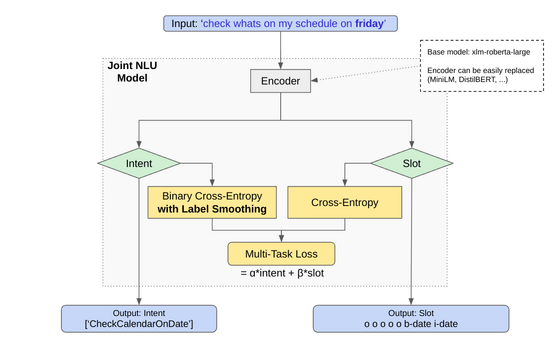 Input: 'check whats on my schedule on friday'
Joint NLU
Model
Base model: xlm-roberta-large
Encoder can be easily replaced
(MiniLM, DistilBERT, ...)
Encoder
Intent
Slot
Binary Cross-Entropy
with Label Smoothing
Cross-Entropy
Multi-Task Loss
= α*intent + β*slot
Output: Intent
['CheckCalendarOnDate']
Output: Slot
o o o o o b-date i-date